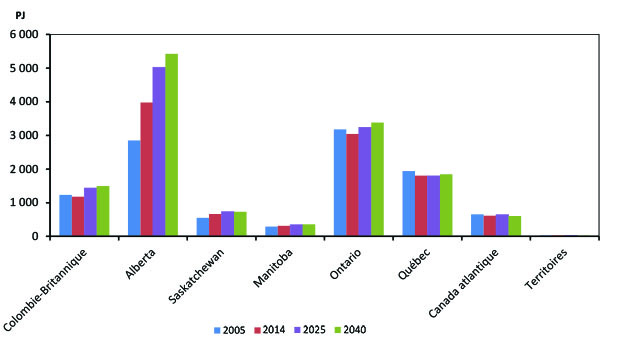 PJ
6 000
5 000
4 000
3 000
2 000
1 000
0
Colombie-Britannique
Alberta
Saskatchewan
Manitoba
Ontario
Québec
Canada atlantique
Territoires
2005 2014 2025 2040